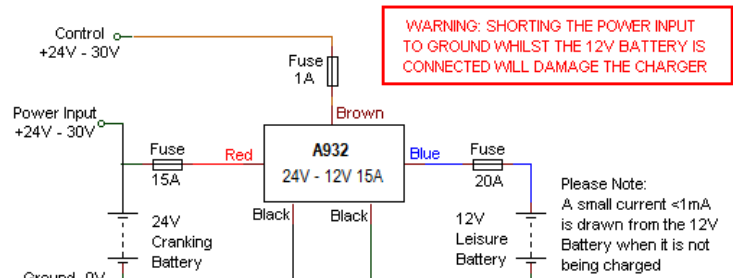 Control
+24V - 30V
WARNING: SHORTING THE POWER INPUT
TO GROUND WHILST THE 12V BATTERY IS
CONNECTED WILL DAMAGE THE CHARGER
Fuse
1A
Brown
Power Input
+24V - 30V
Fuse
15A
Red
A932
24V - 12V 15A
Blue
Fuse
20A
Black
Black
24V
Cranking
Battery
12V
Leisure
Battery
Please Note:
A small current <1mA
is drawn from the 12V
Battery when it is not
being charged
Ground 0V